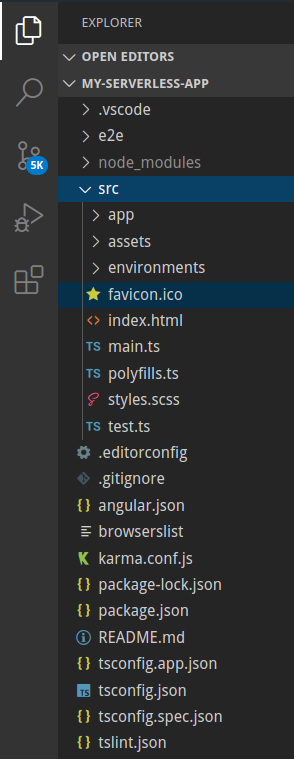 EXPLORER
OPEN EDITORS
MY-SERVERLESS-APP
.vscode
e2e
node_modules
5K
src
app
assets
environments
favicon.ico
<> index.html
TS main.ts
TS polyfills.ts
styles.scss
TS test.ts
.editorconfig
.gitignore
{} angular.json
browserslist
karma.conf.js
{} package-lock.json
{} package.json
README.md
{} tsconfig.app.json
TS tsconfig.json
{} tsconfig.spec.json
{} tslint.json